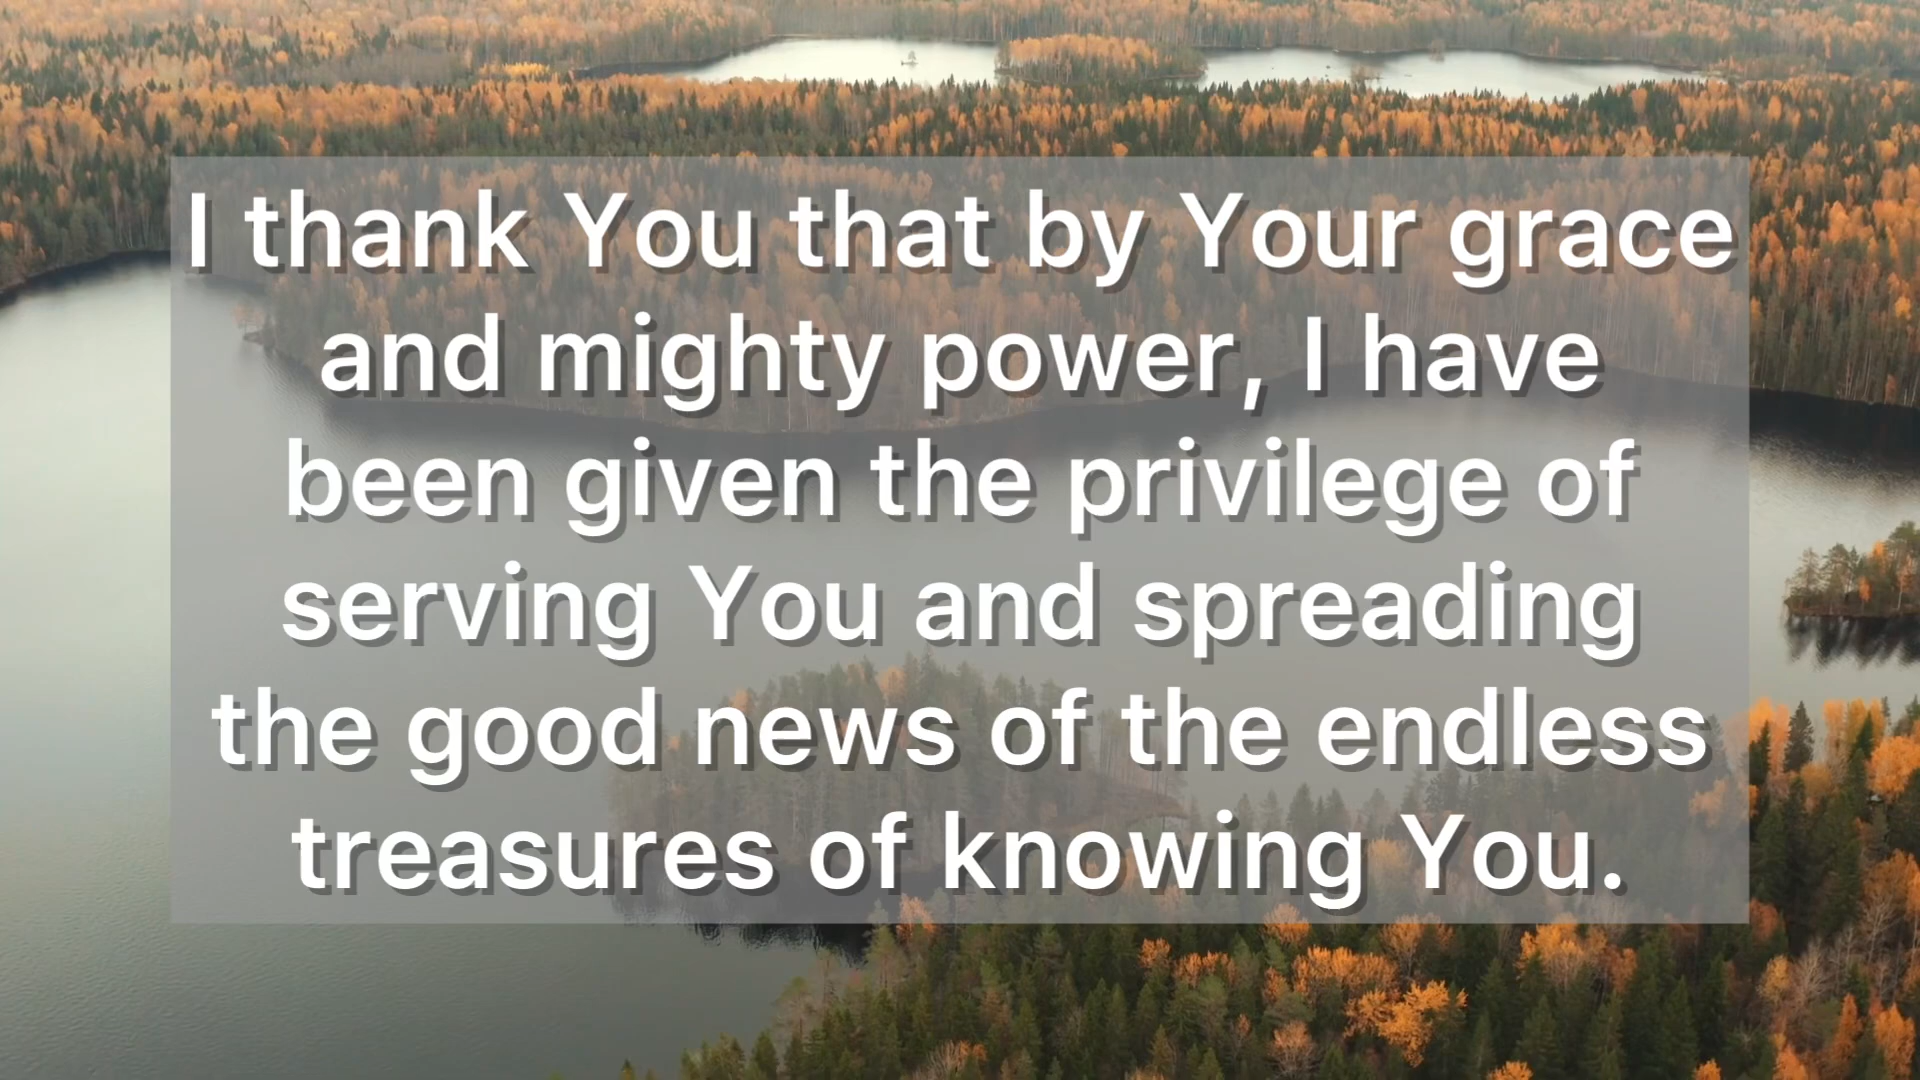 I thank You that by Your grace
and mighty power, I have
been given the privilege of
serving You and spreading
the good news of the endless
treasures of knowing You.